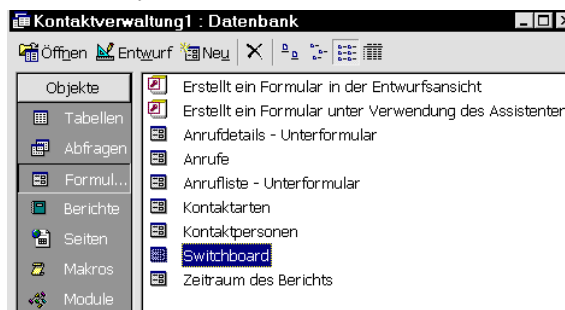 Kontaktverwaltung1 : Datenbank
Öffnen Entwurf Neu
Objekte
Tabellen
Abfragen
Formul...
Berichte
Seiten
Makros
Module
Erstellt ein Formular in der Entwurfsansicht
Erstellt ein Formular unter Verwendung des Assistenten
Anrufdetails - Unterformular
Anrufe
Anrufliste - Unterformular
Kontaktarten
Kontaktpersonen
Switchboard
Zeitraum des Berichts